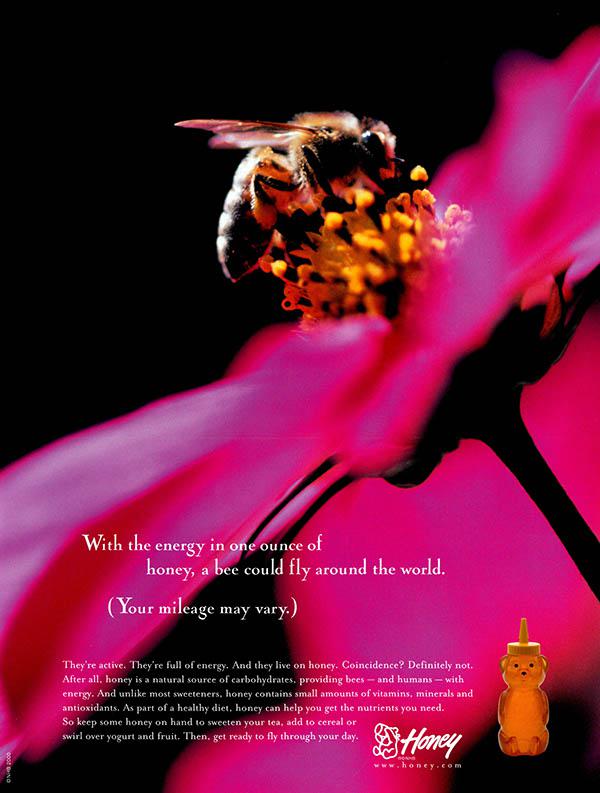 With the energy in one ounce of
honey, a bee could fly around the world.
(Your mileage may vary.)
They're active. They're full of energy. And they live on honey. Coincidence? Definitely not.
After all, honey is a natural source of carbohydrates, providing bees — and humans — with
energy. And unlike most sweeteners, honey contains small amounts of vitamins, minerals and
antioxidants. As part of a healthy diet, honey can help you get the nutrients you need.
So keep some honey on hand to sweeten your tea, add to cereal or
swirl over yogurt and fruit. Then, get ready to fly through your day.
Honey
©NHB
www.honey.com
©NHB 2000